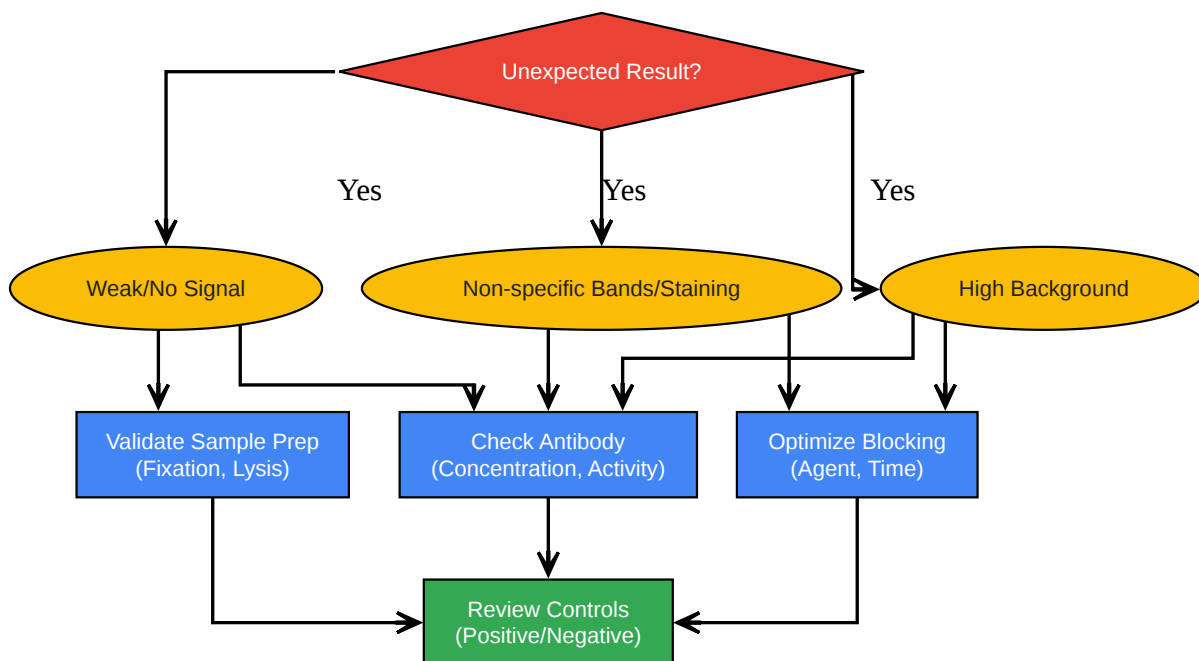 Unexpected Result?
Yes
Yes
Yes
Weak/No Signal
Non-specific Bands/Staining
High Background
Validate Sample Prep
(Fixation, Lysis)
Check Antibody
(Concentration, Activity)
Optimize Blocking
(Agent, Time)
Review Controls
(Positive/Negative)